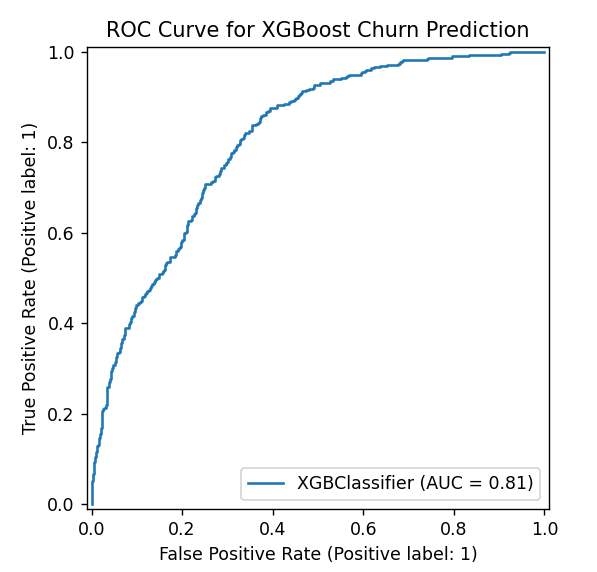 ROC Curve for XGBoost Churn Prediction
True Positive Rate (Positive label: 1)
1.0
0.8
0.6
0.4
0.2
0.0
XGBClassifier (AUC = 0.81)
0.0 0.2 0.4 0.6 0.8 1.0
False Positive Rate (Positive label: 1)